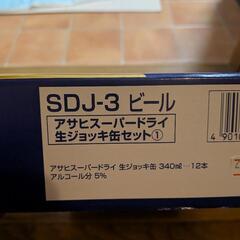 SDJ-3 ビール
アサヒスーパードライ
生ジョッキ缶セット①
アサヒスーパードライ 生ジョッキ缶 340㎖…12本
アルコール分 5%
4 901